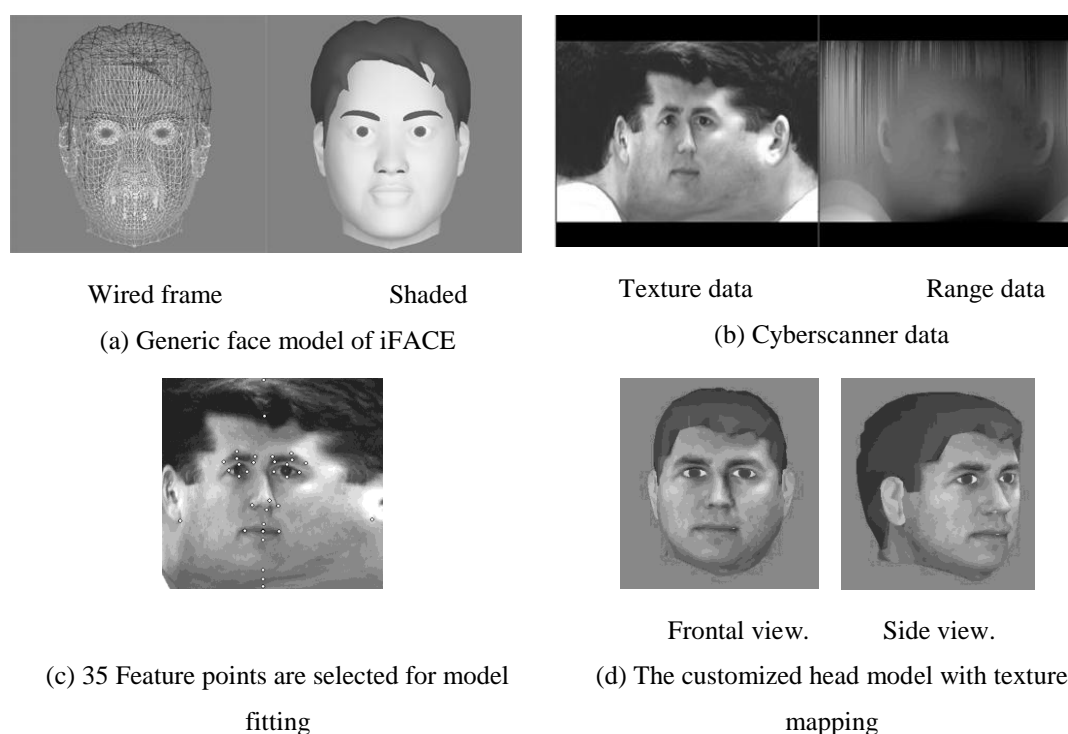 Wired frame Shaded
(a) Generic face model of iFACE
Texture data Range data
(b) Cyberscanner data
(c) 35 Feature points are selected for model
fitting
Frontal view. Side view.
(d) The customized head model with texture
mapping